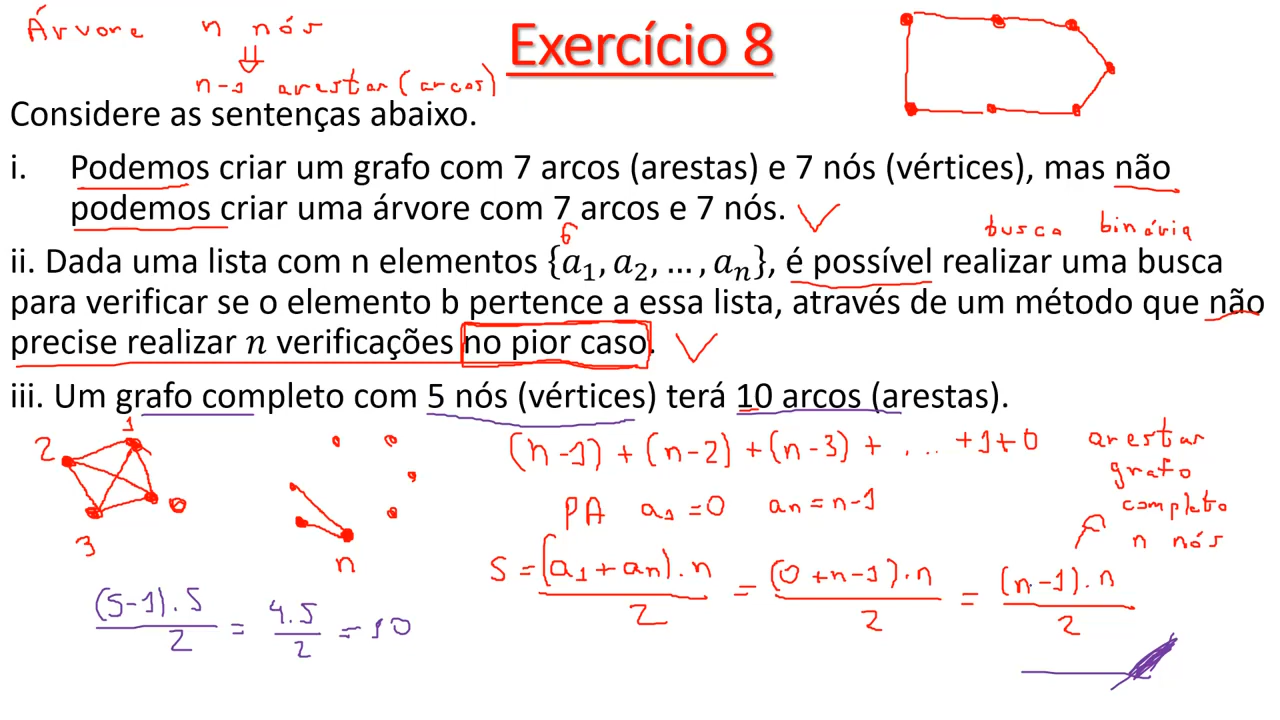 Árvore n nós
⇓
n-1 arestas (arcos)
Exercício 8
Considere as sentenças abaixo.
i. Podemos criar um grafo com 7 arcos (arestas) e 7 nós (vértices), mas não
podemos criar uma árvore com 7 arcos e 7 nós.
busca binária
b
ii. Dada uma lista com n elementos {a₁, a₂, ... , aₙ}, é possível realizar uma busca
para verificar se o elemento b pertence a essa lista, através de um método que não
precise realizar n verificações no pior caso.
iii. Um grafo completo com 5 nós (vértices) terá 10 arcos (arestas).
2 1 0 3
n
(n-1) + (n-2) + (n-3) + ... +1+0
PA a₁ = 0 an = n-1
S = (a₁ + an).n / 2 = (0 + n-1).n / 2 = (n-1).n / 2
arestas
grafo
completo
n nós
(5-1).5 / 2 = 4.5 / 2 = 10